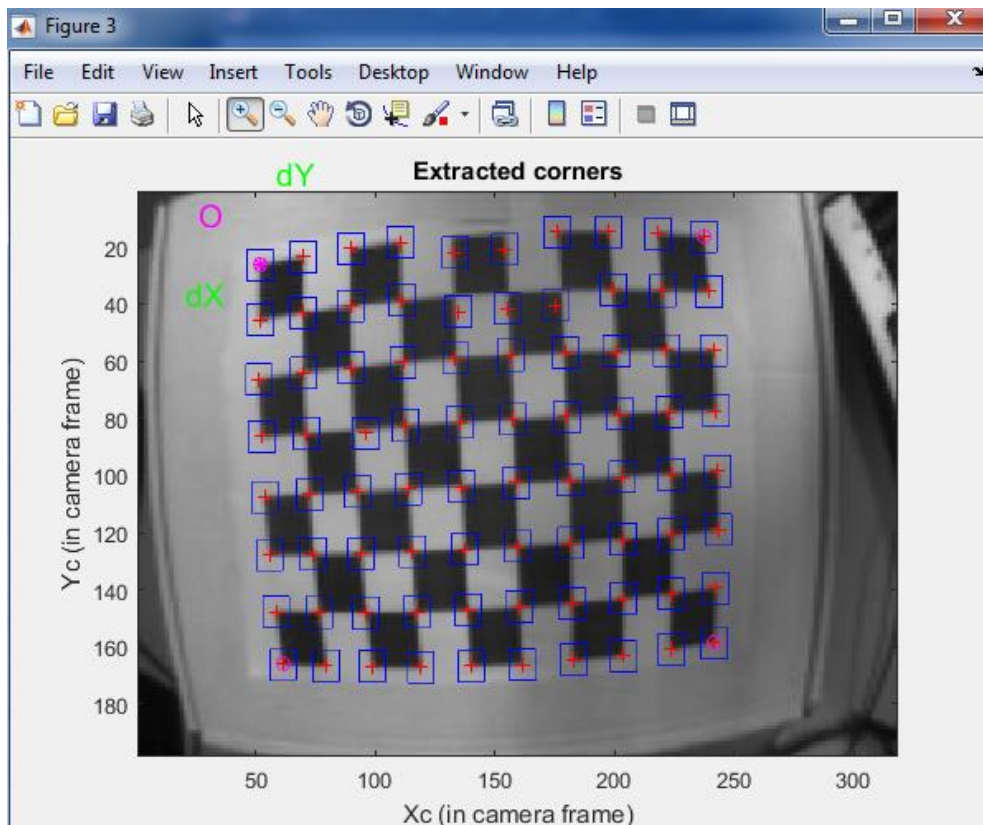 Figure 3
File Edit View Insert Tools Desktop Window Help
dY
Extracted corners
O
dX
20
40
60
80
100
120
140
160
180
Yc (in camera frame)
50 100 150 200 250 300
Xc (in camera frame)